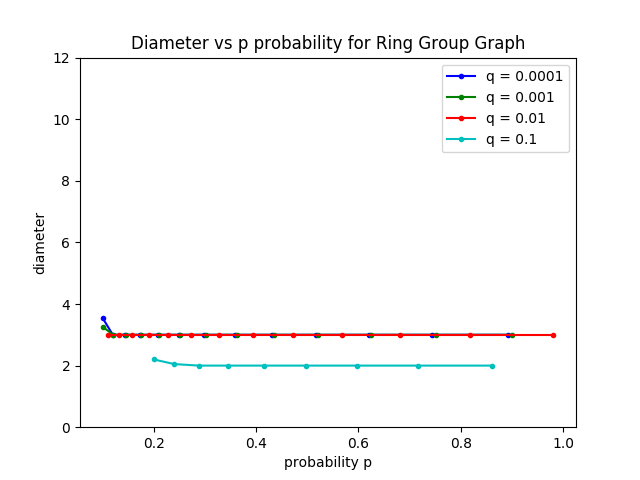 Diameter vs p probability for Ring Group Graph
12
10
8
6
4
2
0
diameter
q = 0.0001
q = 0.001
q = 0.01
q = 0.1
0.2 0.4 0.6 0.8 1.0
probability p